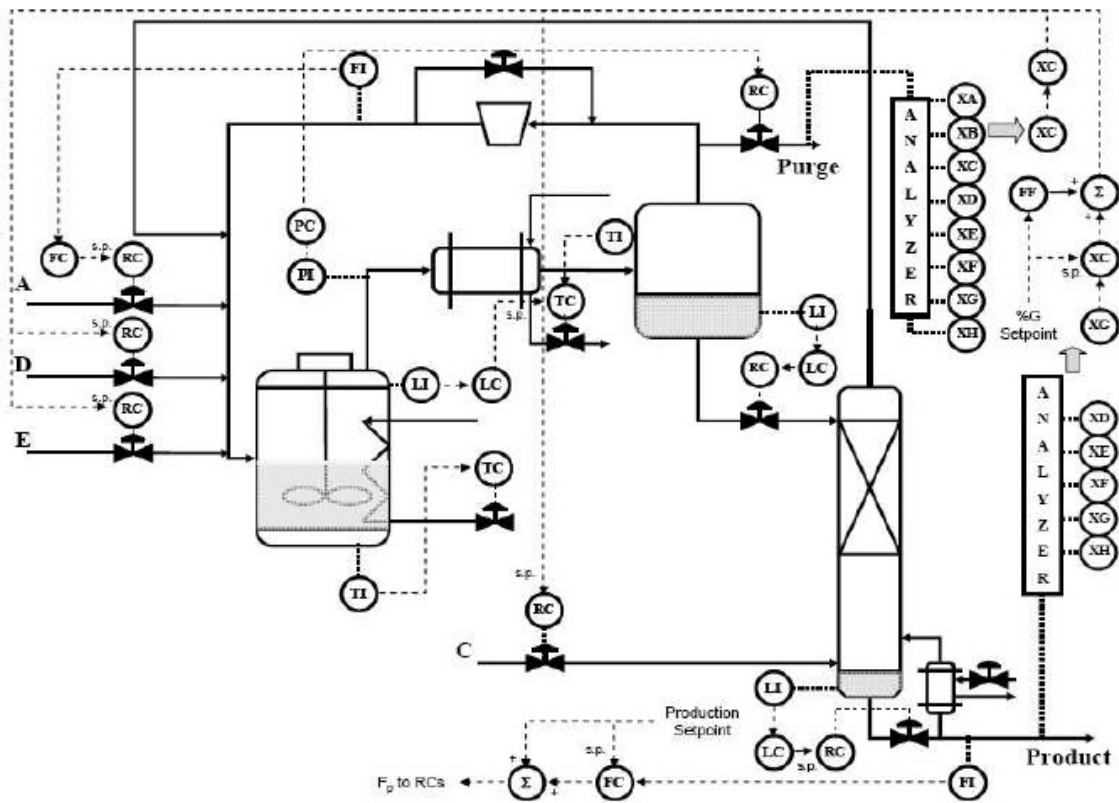 FI
RC
XC
XA
XB
XC
XC
XD
XE
XF
XG
XH
ANALYZER
Purge
FF
Σ
+
+
XC
s.p.
%G
Setpoint
XG
PC
PI
TI
FC
s.p.
RC
A
s.p.
RC
D
s.p.
RC
E
TC
s.p.
LI
LC
LI
LC
RC
TC
TI
ANALYZER
XD
XE
XF
XG
XH
s.p.
RC
C
LI
LC
s.p.
RC
Production
Setpoint
s.p.
+
Fp to RCs
Σ
+
FC
FI
Product